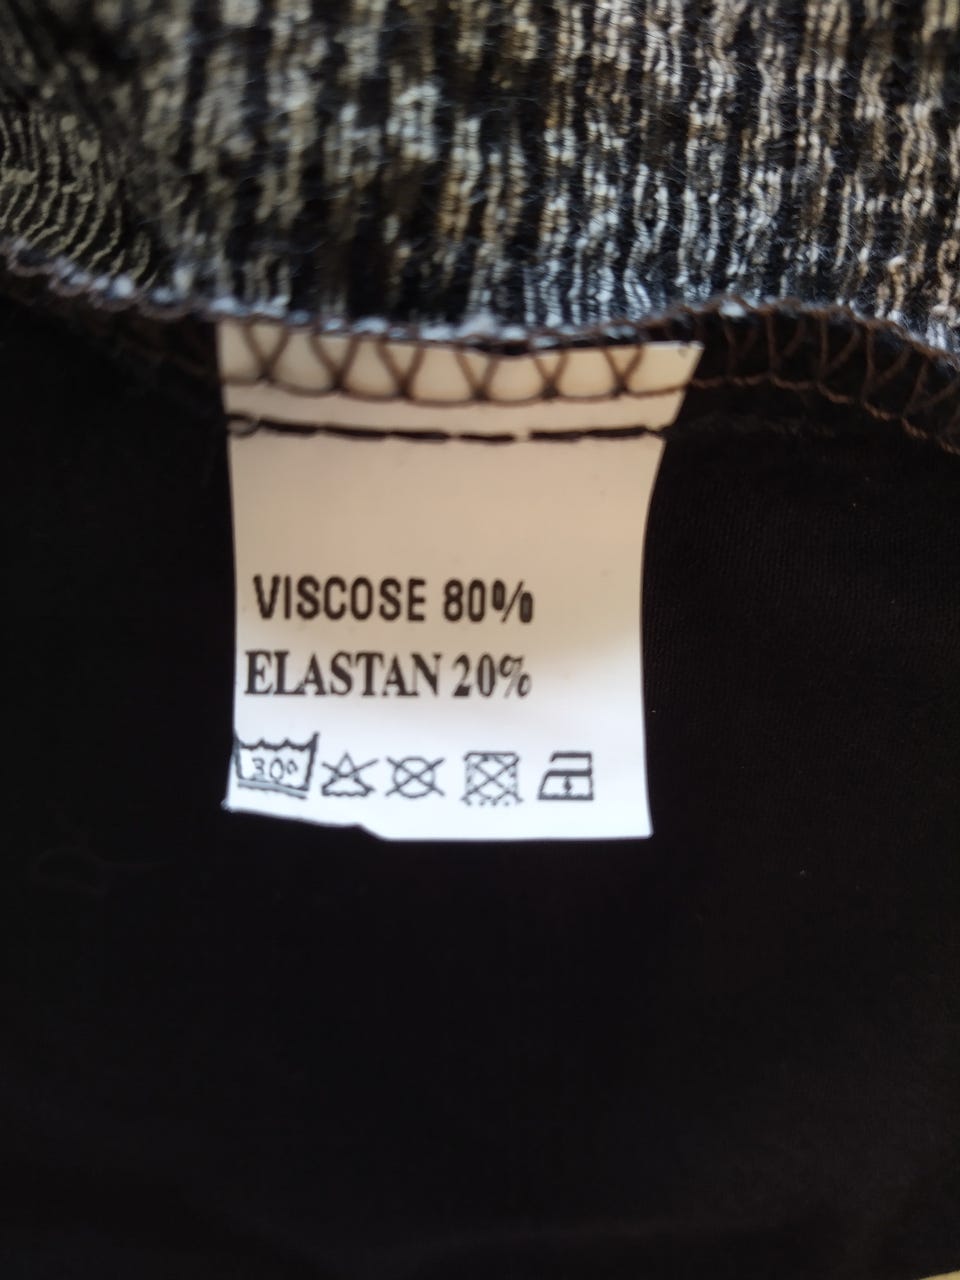 VISCOSE 80%
ELASTAN 20%
30°